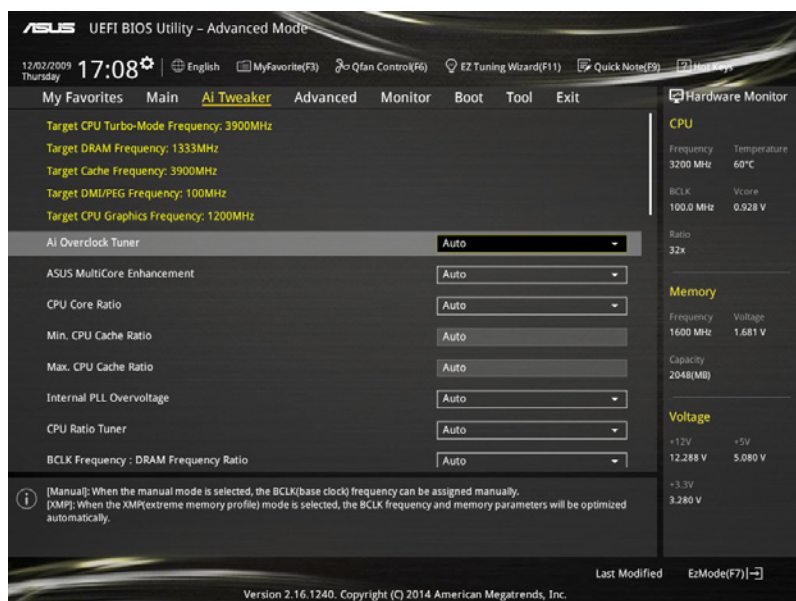 ASUS UEFI BIOS Utility – Advanced Mode
12/02/2009
Thursday
17:08
English
MyFavorite(F3)
Qfan Control(F6)
EZ Tuning Wizard(F11)
Quick Note(F9)
Hot Keys
My Favorites
Main
Ai Tweaker
Advanced
Monitor
Boot
Tool
Exit
Target CPU Turbo-Mode Frequency: 3900MHz
Target DRAM Frequency: 1333MHz
Target Cache Frequency: 3900MHz
Target DMI/PEG Frequency: 100MHz
Target CPU Graphics Frequency: 1200MHz
Ai Overclock Tuner Auto
ASUS MultiCore Enhancement Auto
CPU Core Ratio Auto
Min. CPU Cache Ratio Auto
Max. CPU Cache Ratio Auto
Internal PLL Overvoltage Auto
CPU Ratio Tuner Auto
BCLK Frequency : DRAM Frequency Ratio Auto
[Manual]: When the manual mode is selected, the BCLK(base clock) frequency can be assigned manually.
[XMP]: When the XMP(extreme memory profile) mode is selected, the BCLK frequency and memory parameters will be optimized
automatically.
Hardware Monitor
CPU
Frequency Temperature
3200 MHz 60°C
BCLK Vcore
100.0 MHz 0.928 V
Ratio
32x
Memory
Frequency Voltage
1600 MHz 1.681 V
Capacity
2048(MB)
Voltage
+12V +5V
12.288 V 5.080 V
+3.3V
3.280 V
Last Modified
EzMode(F7)
Version 2.16.1240. Copyright (C) 2014 American Megatrends, Inc.